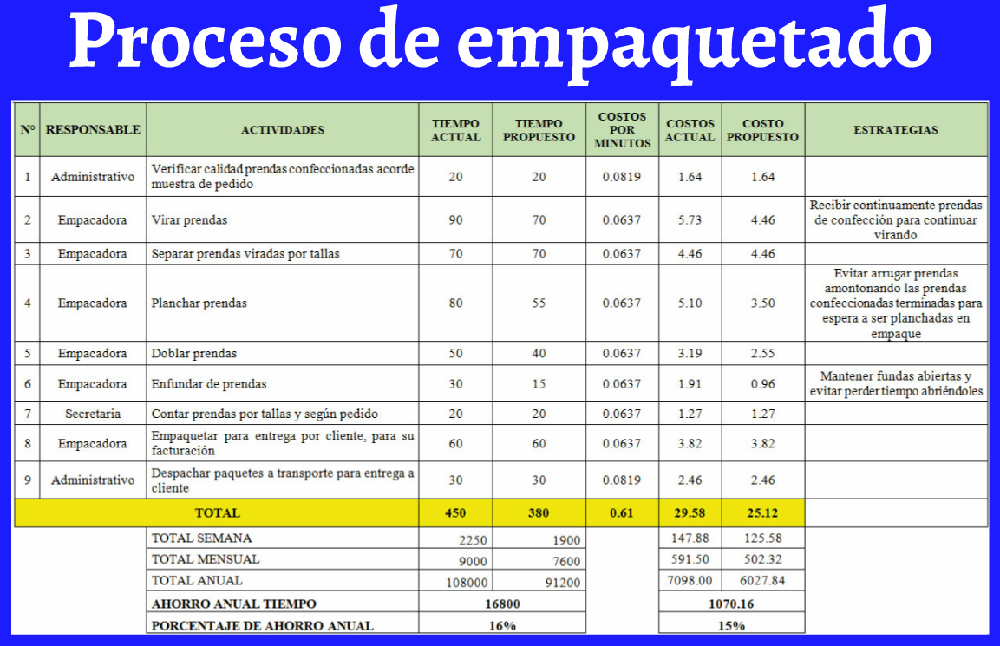 Proceso de empaquetado
N° RESPONSABLE ACTIVIDADES TIEMPO ACTUAL TIEMPO PROPUESTO COSTOS POR MINUTOS COSTOS ACTUAL COSTO PROPUESTO ESTRATEGIAS
1 Administrativo Verificar calidad prendas confeccionadas acorde muestra de pedido 20 20 0.0819 1.64 1.64
2 Empacadora Virar prendas 90 70 0.0637 5.73 4.46 Recibir continuamente prendas de confección para continuar virando
3 Empacadora Separar prendas viradas por tallas 70 70 0.0637 4.46 4.46
4 Empacadora Planchar prendas 80 55 0.0637 5.10 3.50 Evitar arrugar prendas amontonando las prendas confeccionadas terminadas para espera a ser planchadas en empaque
5 Empacadora Doblar prendas 50 40 0.0637 3.19 2.55
6 Empacadora Enfundar de prendas 30 15 0.0637 1.91 0.96 Mantener fundas abiertas y evitar perder tiempo abriéndoles
7 Secretaria Contar prendas por tallas y según pedido 20 20 0.0637 1.27 1.27
8 Empacadora Empaquetar para entrega por cliente, para su facturación 60 60 0.0637 3.82 3.82
9 Administrativo Despachar paquetes a transporte para entrega a cliente 30 30 0.0819 2.46 2.46
TOTAL 450 380 0.61 29.58 25.12
TOTAL SEMANA 2250 1900 147.88 125.58
TOTAL MENSUAL 9000 7600 591.50 502.32
TOTAL ANUAL 108000 91200 7098.00 6027.84
AHORRO ANUAL TIEMPO 16800 1070.16
PORCENTAJE DE AHORRO ANUAL 16% 15%